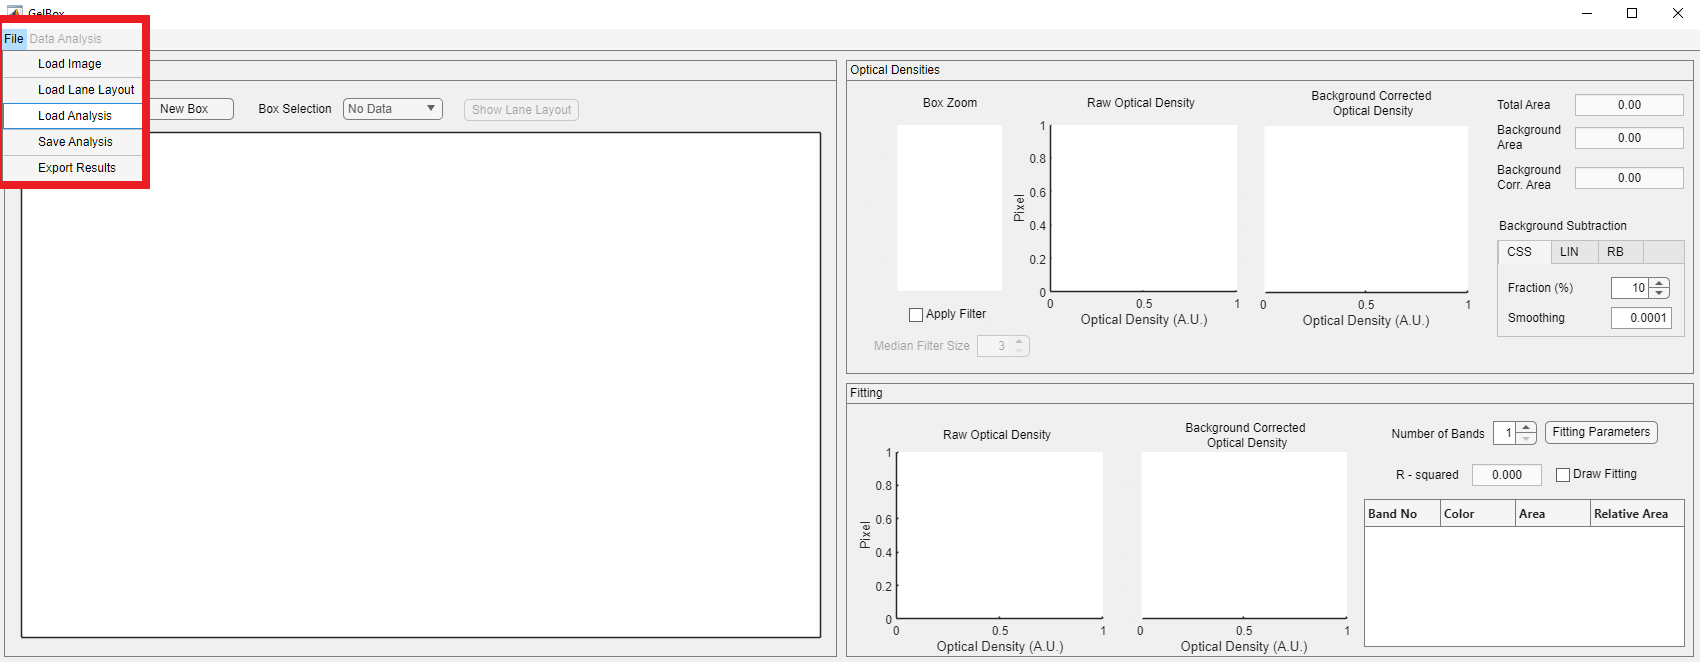 GelBox
File Data Analysis
Load Image
Load Lane Layout
Load Analysis
Save Analysis
Export Results
New Box
Box Selection
No Data
Show Lane Layout
Optical Densities
Box Zoom
Apply Filter
Median Filter Size
3
Raw Optical Density
1
0.8
0.6
0.4
0.2
0
Pixel
0
0.5
1
Optical Density (A.U.)
Background Corrected
Optical Density
0
0.5
1
Optical Density (A.U.)
Total Area
0.00
Background
Area
0.00
Background
Corr. Area
0.00
Background Subtraction
CSS
LIN
RB
Fraction (%)
10
Smoothing
0.0001
Fitting
Raw Optical Density
1
0.8
0.6
0.4
0.2
0
Pixel
0
0.5
1
Optical Density (A.U.)
Background Corrected
Optical Density
0
0.5
1
Optical Density (A.U.)
Number of Bands
1
Fitting Parameters
R - squared
0.000
Draw Fitting
Band No
Color
Area
Relative Area